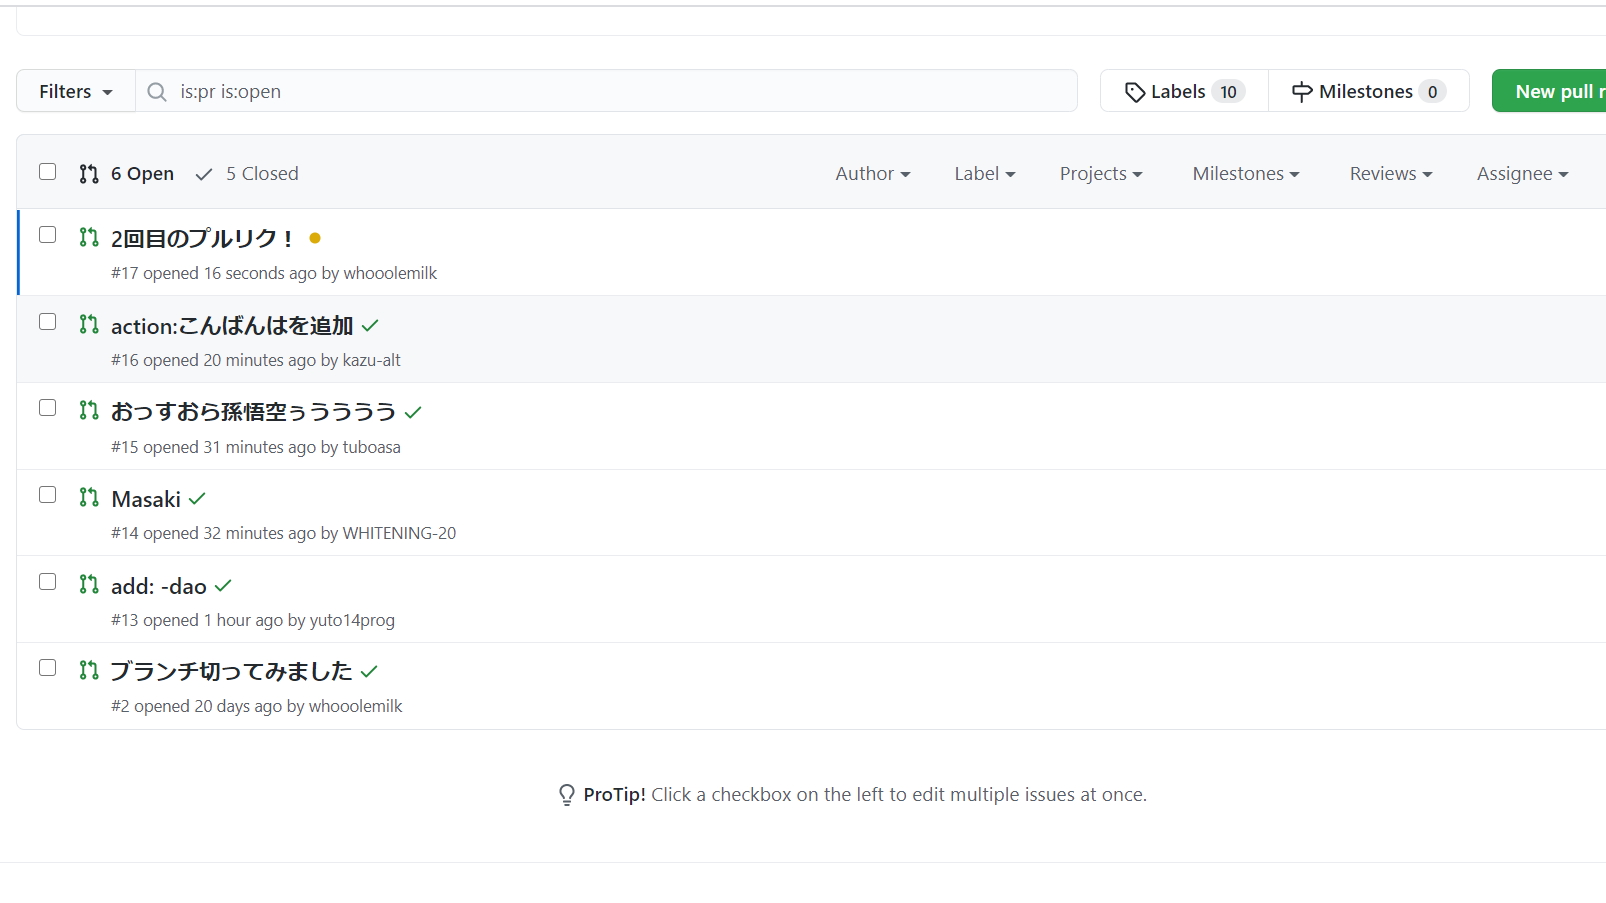 Filters is:pr is:open Labels 10 Milestones 0 New pull r
6 Open 5 Closed Author Label Projects Milestones Reviews Assignee
2回目のプルリク！
#17 opened 16 seconds ago by whooolemilk
action:こんばんはを追加
#16 opened 20 minutes ago by kazu-alt
おっすおら孫悟空ぅうううう
#15 opened 31 minutes ago by tuboasa
Masaki
#14 opened 32 minutes ago by WHITENING-20
add: -dao
#13 opened 1 hour ago by yuto14prog
ブランチ切ってみました
#2 opened 20 days ago by whooolemilk
ProTip! Click a checkbox on the left to edit multiple issues at once.